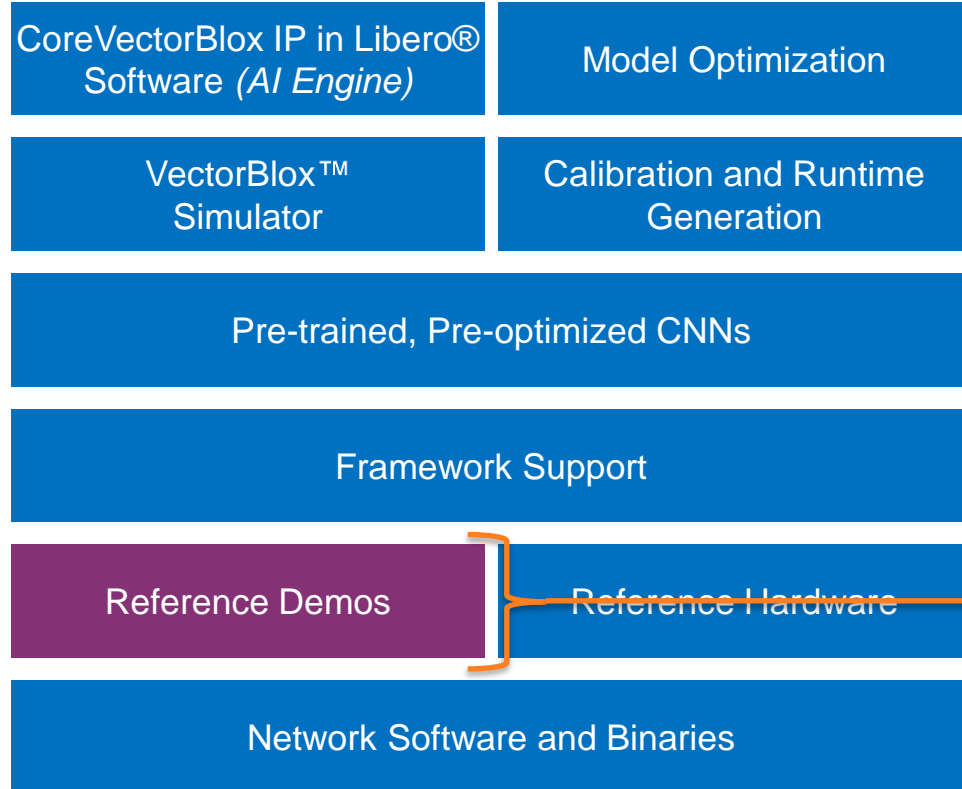 CoreVectorBlox IP in Libero®
Software (AI Engine)
Model Optimization
VectorBlox™
Simulator
Calibration and Runtime
Generation
Pre-trained, Pre-optimized CNNs
Framework Support
Reference Demos
Reference Hardware
Network Software and Binaries